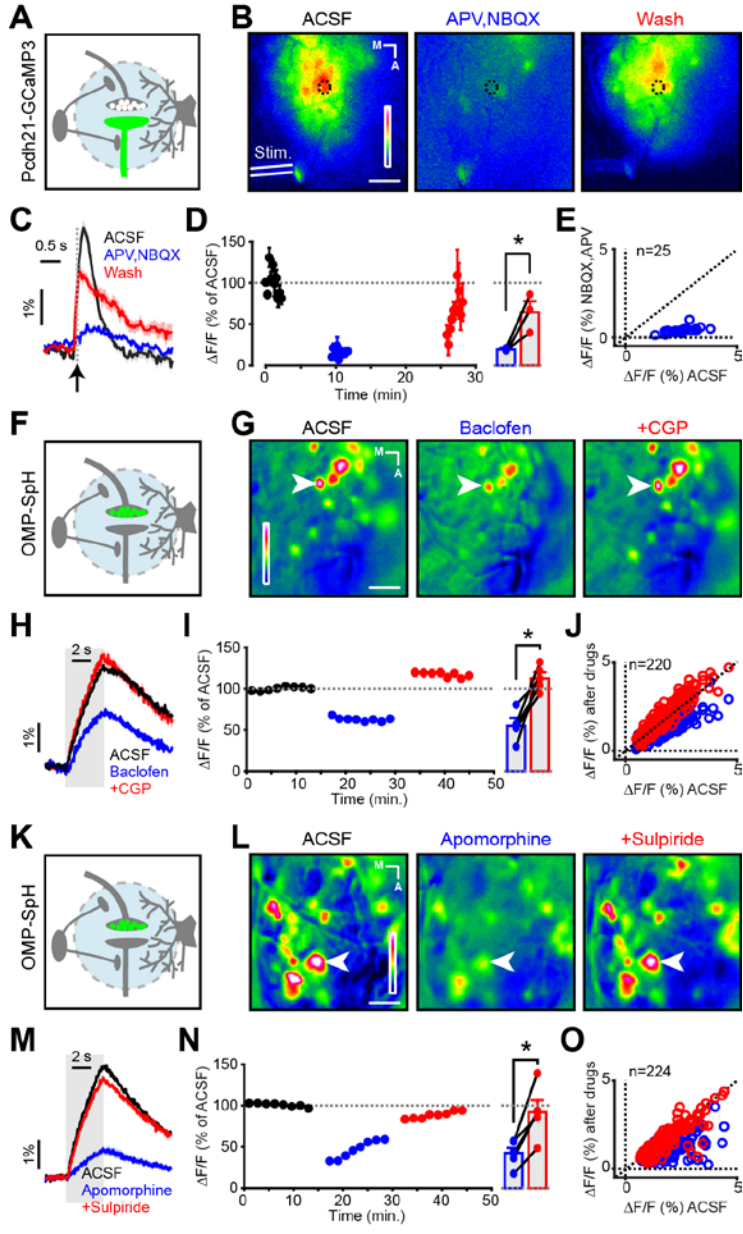 A
Pcdh21-GCaMP3
B
ACSF
APV,NBQX
Wash
M
A
Stim.
C
0.5 s
ACSF
APV,NBQX
Wash
1%
D
ΔF/F (% of ACSF)
150
100
50
0
0
10
20
30
Time (min)
*
E
ΔF/F (%) NBQX,APV
n=25
5
0
0
5
ΔF/F (%) ACSF
F
OMP-SpH
G
ACSF
Baclofen
+CGP
M
A
H
2 s
1%
ACSF
Baclofen
+CGP
I
ΔF/F (% of ACSF)
150
100
50
0
0
10
20
30
40
50
Time (min.)
*
J
ΔF/F (%) after drugs
n=220
5
0
0
5
ΔF/F (%) ACSF
K
OMP-SpH
L
ACSF
Apomorphine
+Sulpiride
M
A
M
2 s
1%
ACSF
Apomorphine
+Sulpiride
N
ΔF/F (% of ACSF)
150
100
50
0
0
10
20
30
40
50
Time (min.)
*
O
ΔF/F (%) after drugs
n=224
5
0
0
5
ΔF/F (%) ACSF